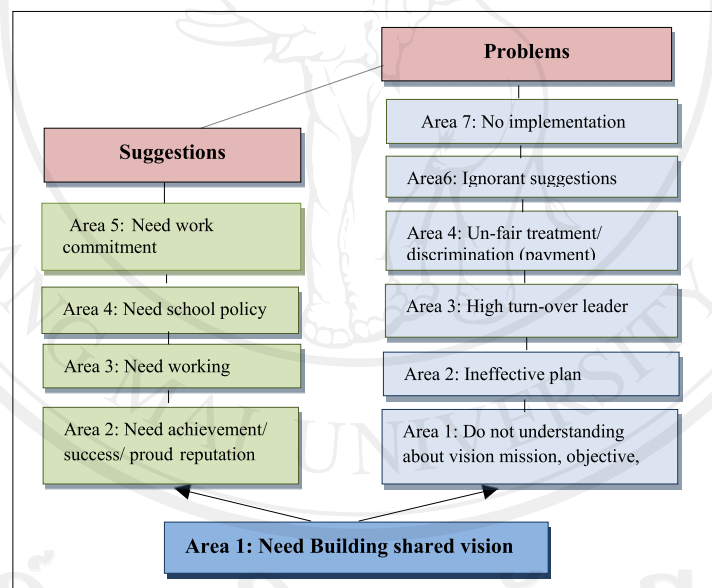 Problems
Area 7: No implementation
Area6: Ignorant suggestions
Area 4: Un-fair treatment/
discrimination (payment)
Area 3: High turn-over leader
Area 2: Ineffective plan
Area 1: Do not understanding
about vision mission, objective,
Suggestions
Area 5: Need work
commitment
Area 4: Need school policy
Area 3: Need working
Area 2: Need achievement/
success/ proud reputation
Area 1: Need Building shared vision